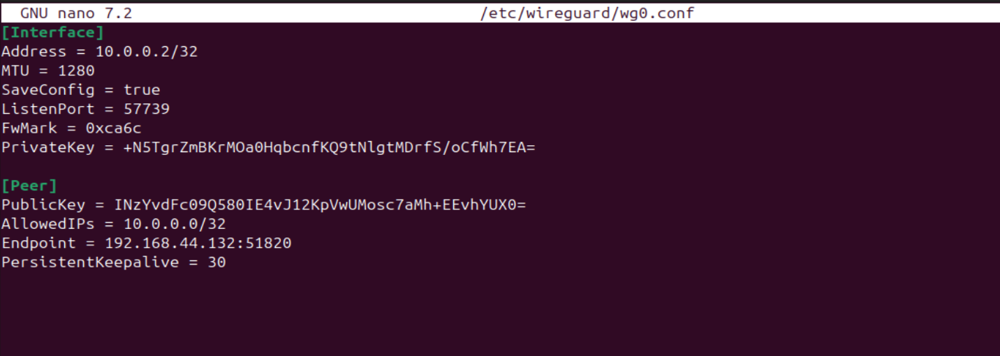 GNU nano 7.2 /etc/wireguard/wg0.conf
[Interface]
Address = 10.0.0.2/32
MTU = 1280
SaveConfig = true
ListenPort = 57739
FwMark = 0xca6c
PrivateKey = +N5TgrZmBKrMOa0HqbcnfKQ9tNlgtMDrfS/oCfWh7EA=
[Peer]
PublicKey = INzYvdFc09Q580IE4vJ12KpVwUMosc7aMh+EEvhYUX0=
AllowedIPs = 10.0.0.0/32
Endpoint = 192.168.44.132:51820
PersistentKeepalive = 30